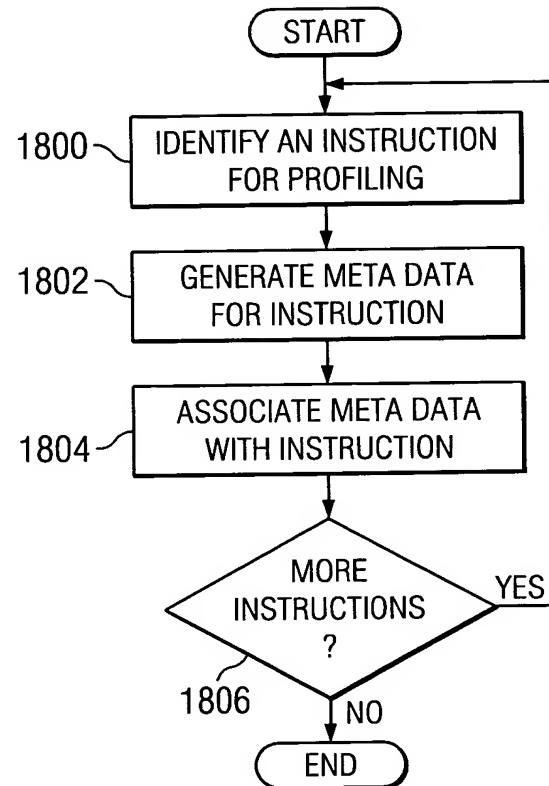 START
1800
IDENTIFY AN INSTRUCTION
FOR PROFILING
1802
GENERATE META DATA
FOR INSTRUCTION
1804
ASSOCIATE META DATA
WITH INSTRUCTION
MORE
INSTRUCTIONS
?
YES
1806
NO
END